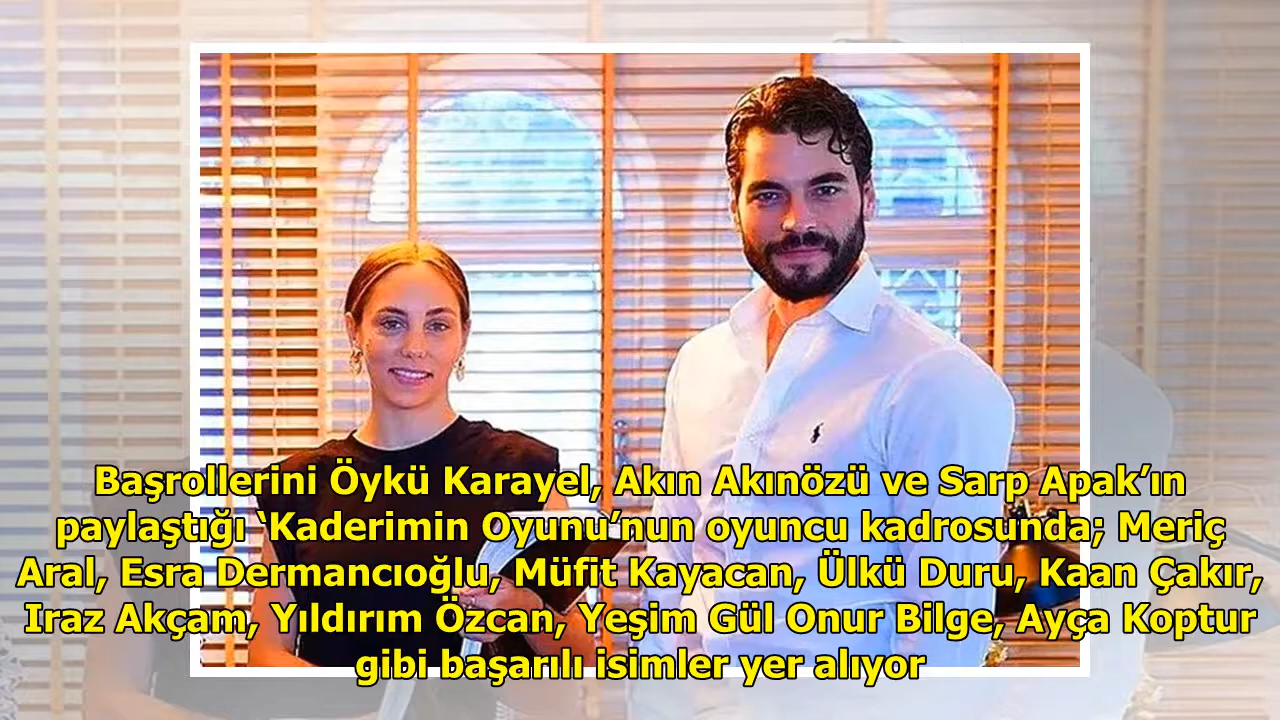 Başrollerini Öykü Karayel, Akın Akınözü ve Sarp Apak’ın
paylaştığı ‘Kaderimin Oyunu’nun oyuncu kadrosunda; Meriç
Aral, Esra Dermancıoğlu, Müfit Kayacan, Ülkü Duru, Kaan Çakır,
Iraz Akçam, Yıldırım Özcan, Yeşim Gül Onur Bilge, Ayça Koptur
gibi başarılı isimler yer alıyor